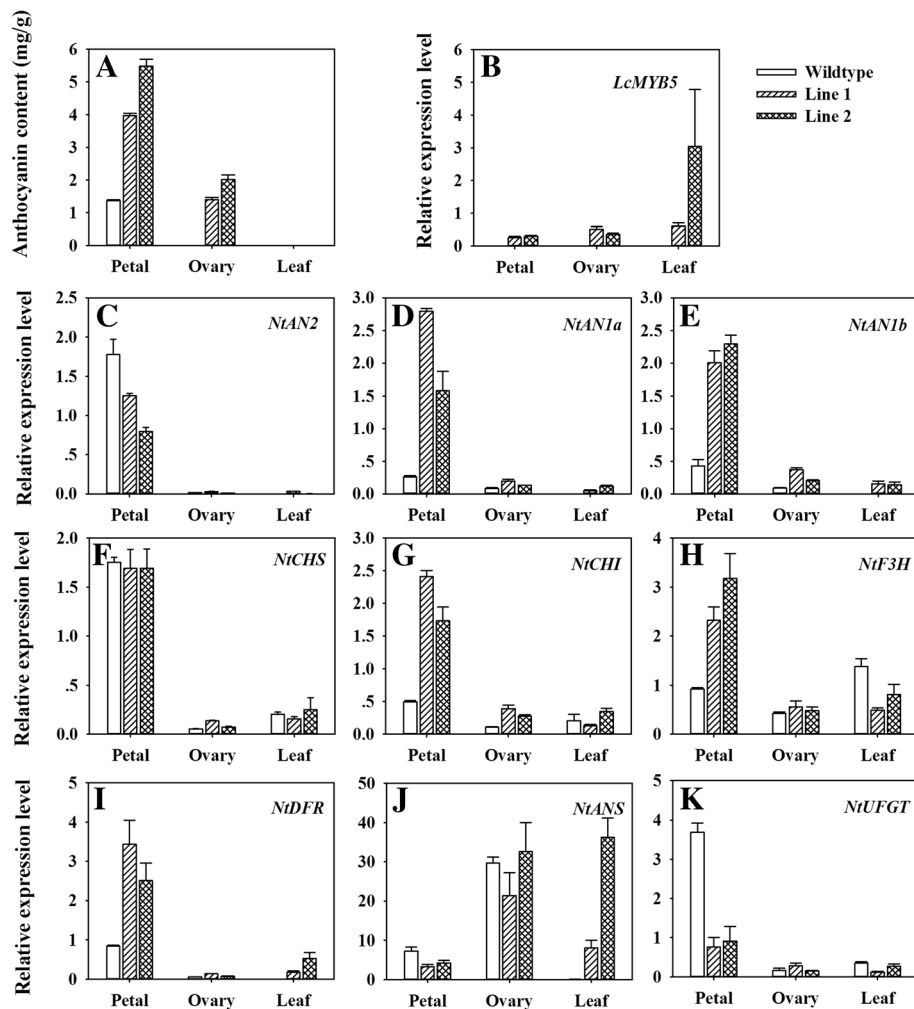 Anthocyanin content (mg/g)
6
5
4
3
2
1
0
A
Petal Ovary Leaf
Relative expression level
6
5
4
3
2
1
0
B
LcMYB5
Petal Ovary Leaf
Wildtype
Line 1
Line 2
Relative expression level
2.5
2.0
1.5
1.0
.5
0.0
C
NtAN2
Petal Ovary Leaf
3.0
2.5
2.0
1.5
1.0
.5
0.0
D
NtAN1a
Petal Ovary Leaf
3.0
2.5
2.0
1.5
1.0
.5
0.0
E
NtAN1b
Petal Ovary Leaf
Relative expression level
2.0
1.5
1.0
.5
0.0
F
NtCHS
Petal Ovary Leaf
3.0
2.5
2.0
1.5
1.0
.5
0.0
G
NtCHI
Petal Ovary Leaf
4
3
2
1
0
H
NtF3H
Petal Ovary Leaf
Relative expression level
5
4
3
2
1
0
I
NtDFR
Petal Ovary Leaf
50
40
30
20
10
0
J
NtANS
Petal Ovary Leaf
5
4
3
2
1
0
K
NtUFGT
Petal Ovary Leaf